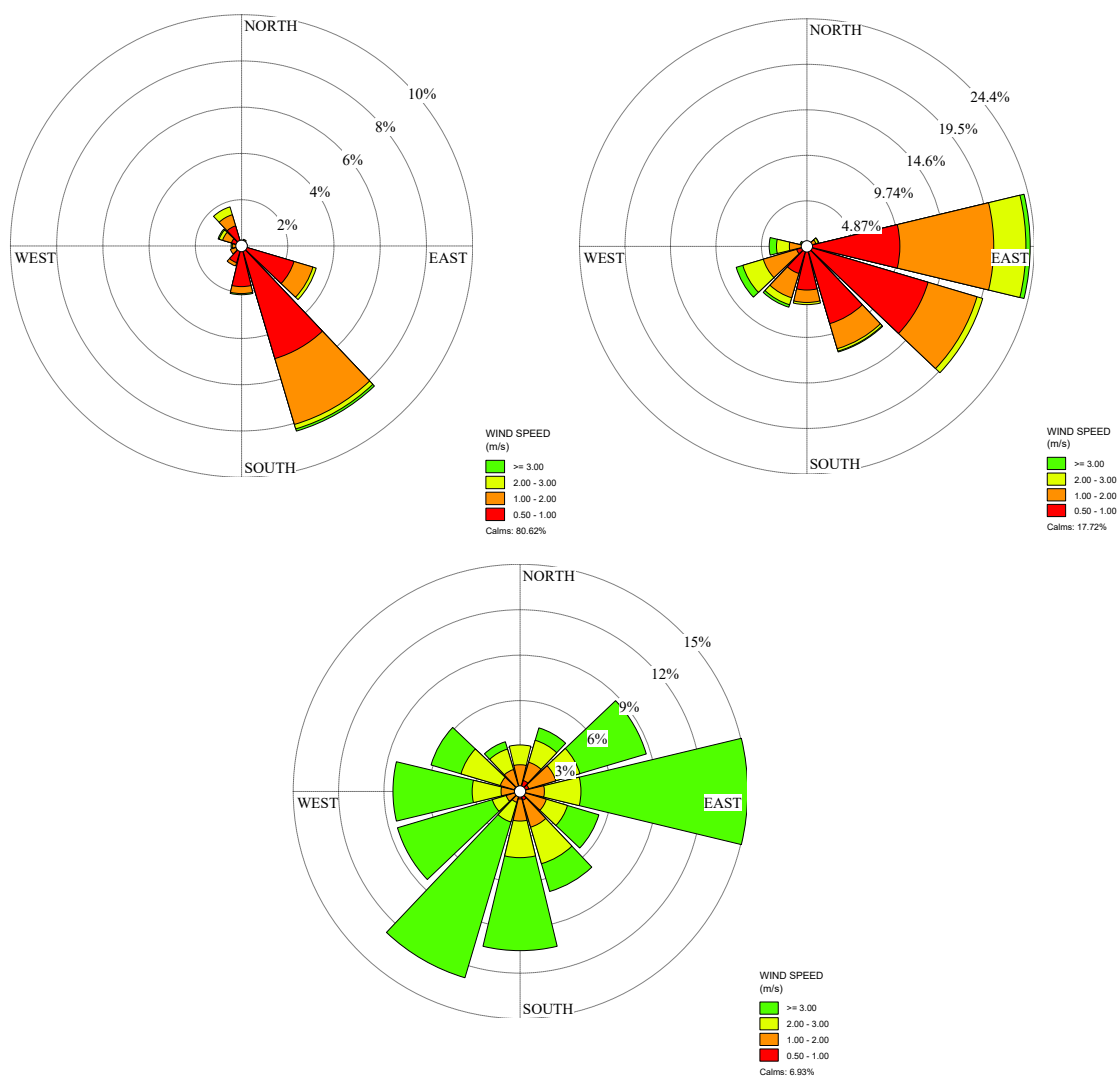 NORTH
10%
8%
6%
4%
2%
WEST
EAST
SOUTH
WIND SPEED
(m/s)
>= 3.00
2.00 - 3.00
1.00 - 2.00
0.50 - 1.00
Calms: 80.62%
NORTH
24.4%
19.5%
14.6%
9.74%
4.87%
WEST
EAST
SOUTH
WIND SPEED
(m/s)
>= 3.00
2.00 - 3.00
1.00 - 2.00
0.50 - 1.00
Calms: 17.72%
NORTH
15%
12%
9%
6%
3%
WEST
EAST
SOUTH
WIND SPEED
(m/s)
>= 3.00
2.00 - 3.00
1.00 - 2.00
0.50 - 1.00
Calms: 6.93%